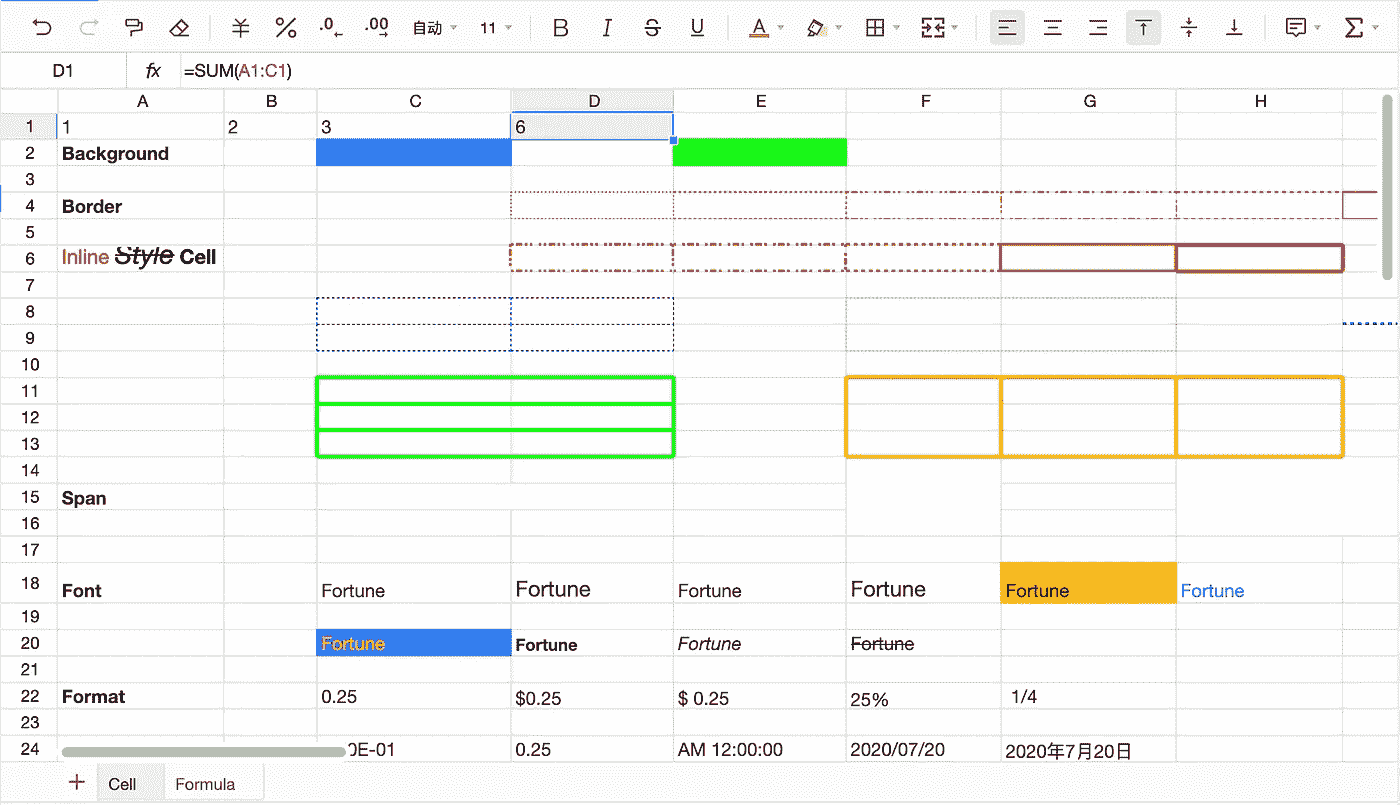 ¥ % .0 .00 自动 11 B I S U A
D1 fx =SUM(A1:C1)
A B C D E F G H
1 1 2 3 6
2 Background
3
4 Border
5
6 Inline Style Cell
7
8
9
10
11
12
13
14
15 Span
16
17
18 Font Fortune Fortune Fortune Fortune Fortune Fortune
19
20 Fortune Fortune Fortune Fortune
21
22 Format 0.25 $0.25 $ 0.25 25% 1/4
23
24 0E-01 0.25 AM 12:00:00 2020/07/20 2020年7月20日
+ Cell Formula